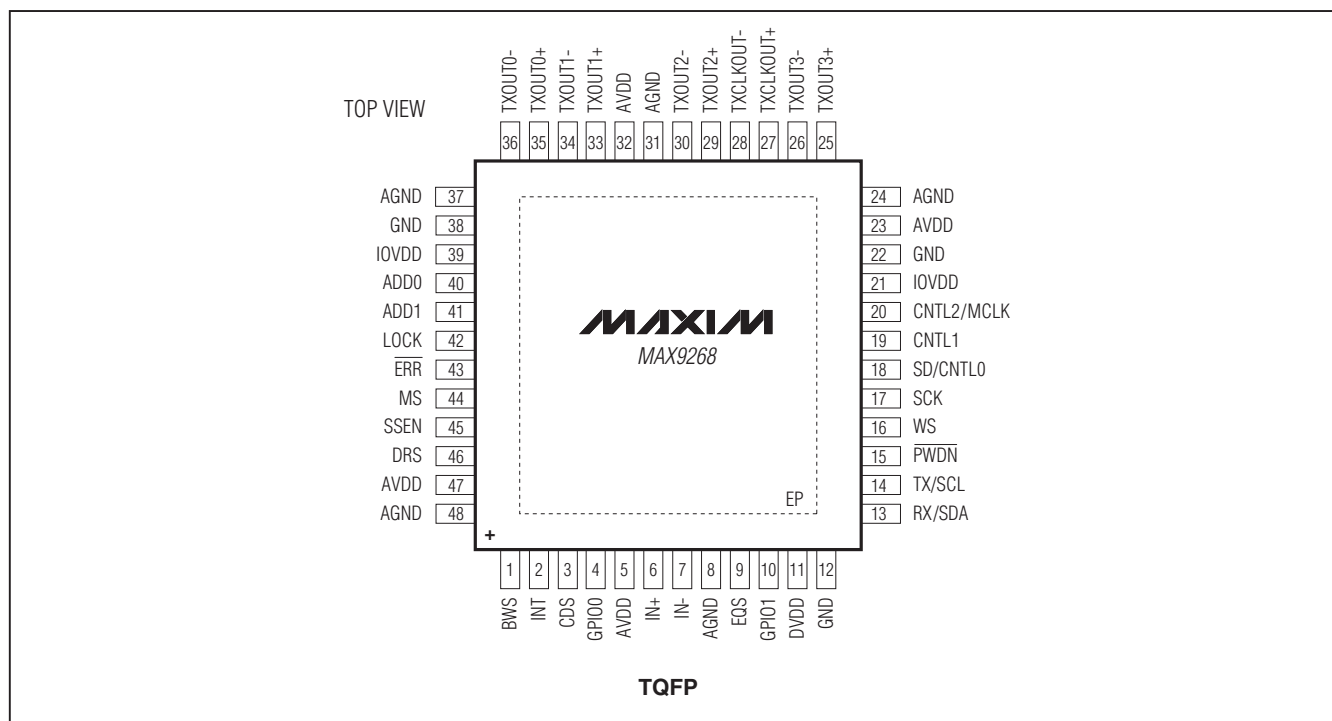 TOP VIEW
TXOUT0-
TXOUT0+
TXOUT1-
TXOUT1+
AVDD
AGND
TXOUT2-
TXOUT2+
TXCLKOUT-
TXCLKOUT+
TXOUT3-
TXOUT3+
36 35 34 33 32 31 30 29 28 27 26 25
AGND 37
GND 38
IOVDD 39
ADD0 40
ADD1 41
LOCK 42
ERR 43
MS 44
SSEN 45
DRS 46
AVDD 47
AGND 48
MAXIM
MAX9268
EP
+
24 AGND
23 AVDD
22 GND
21 IOVDD
20 CNTL2/MCLK
19 CNTL1
18 SD/CNTL0
17 SCK
16 WS
15 PWDN
14 TX/SCL
13 RX/SDA
1 2 3 4 5 6 7 8 9 10 11 12
BWS
INT
CDS
GPIO0
AVDD
IN+
IN-
AGND
EQS
GPIO1
DVDD
GND
TQFP